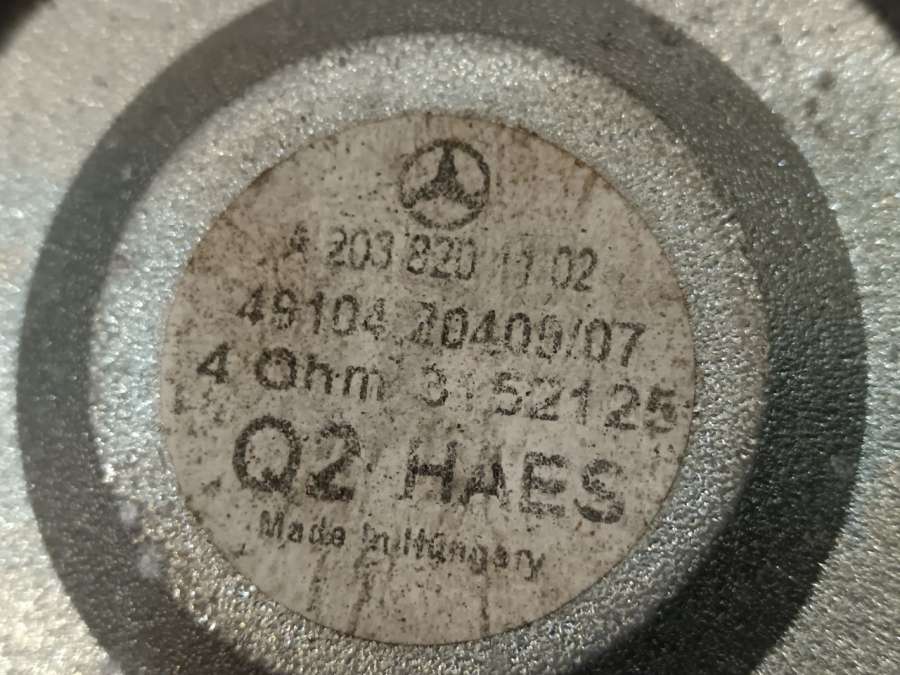 A 203 820 11 02
49104 20409/07
4 Ohm 3152125
Q2 HAES
Made in Hungary